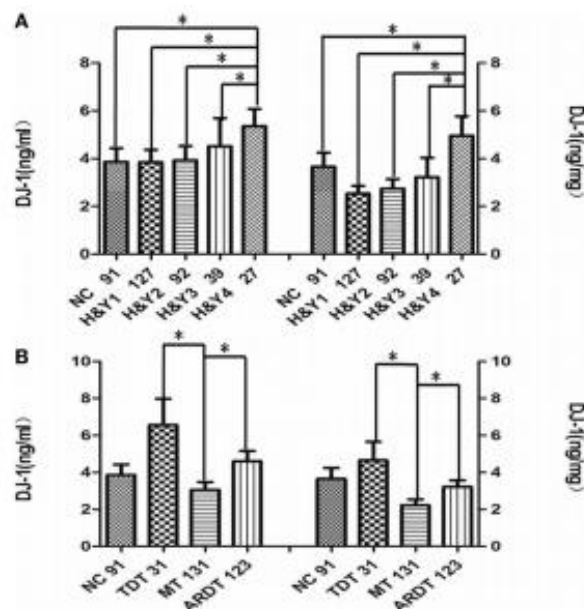 A
* *
* *
* *
* *
8 8
6 6
4 4
2 2
0 0
DJ-1(ng/ml) DJ-1(ng/mg)
NC 91 H&Y1 127 H&Y2 92 H&Y3 39 H&Y4 27 NC 91 H&Y1 127 H&Y2 92 H&Y3 39 H&Y4 27
B
* * * *
10 10
8 8
6 6
4 4
2 2
0 0
DJ-1(ng/ml) DJ-1(ng/mg)
NC 91 TDT 31 MT 131 ARDT 123 NC 91 TDT 31 MT 131 ARDT 123